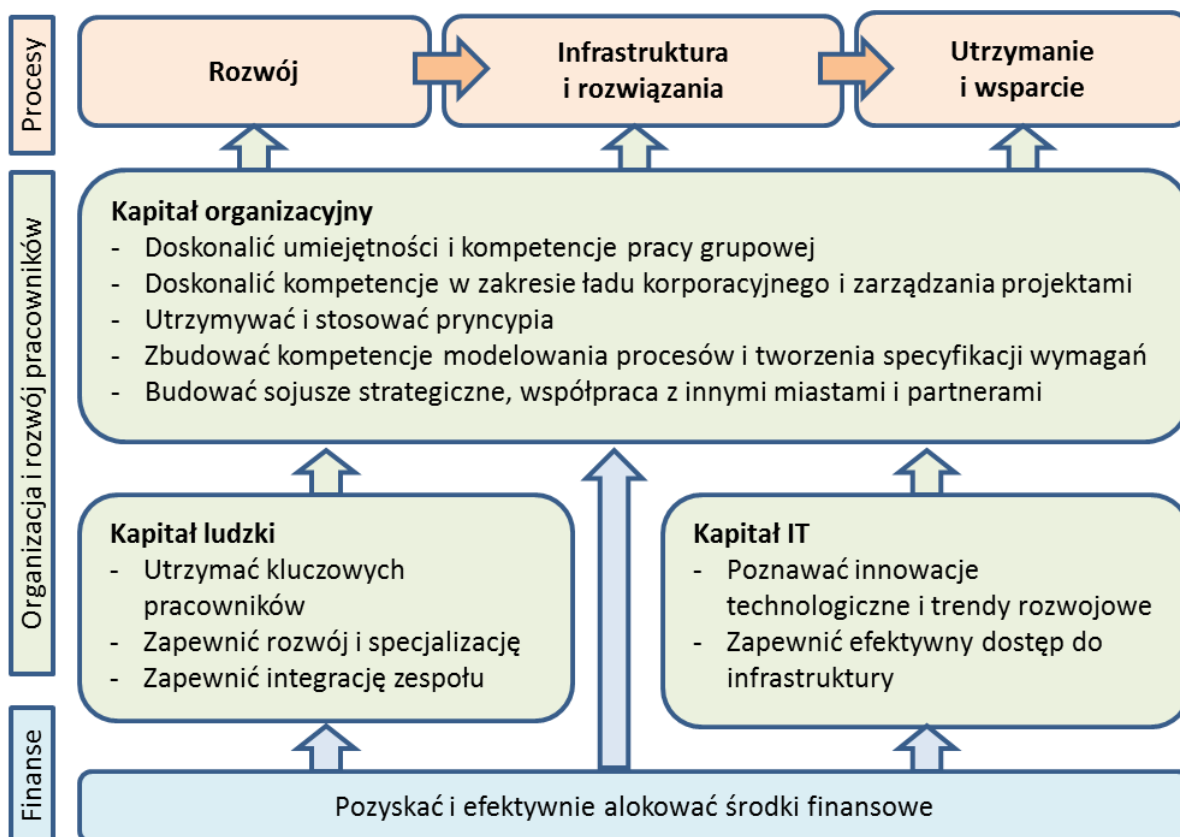 Procesy
Rozwój
Infrastruktura
i rozwiązania
Utrzymanie
i wsparcie
Organizacja i rozwój pracowników
Kapitał organizacyjny
- Doskonalić umiejętności i kompetencje pracy grupowej
- Doskonalić kompetencje w zakresie ładu korporacyjnego i zarządzania projektami
- Utrzymywać i stosować pryncypia
- Zbudować kompetencje modelowania procesów i tworzenia specyfikacji wymagań
- Budować sojusze strategiczne, współpraca z innymi miastami i partnerami
Kapitał ludzki
- Utrzymać kluczowych
pracowników
- Zapewnić rozwój i specjalizację
- Zapewnić integrację zespołu
Kapitał IT
- Poznawać innowacje
technologiczne i trendy rozwojowe
- Zapewnić efektywny dostęp do
infrastruktury
Finanse
Pozyskać i efektywnie alokować środki finansowe